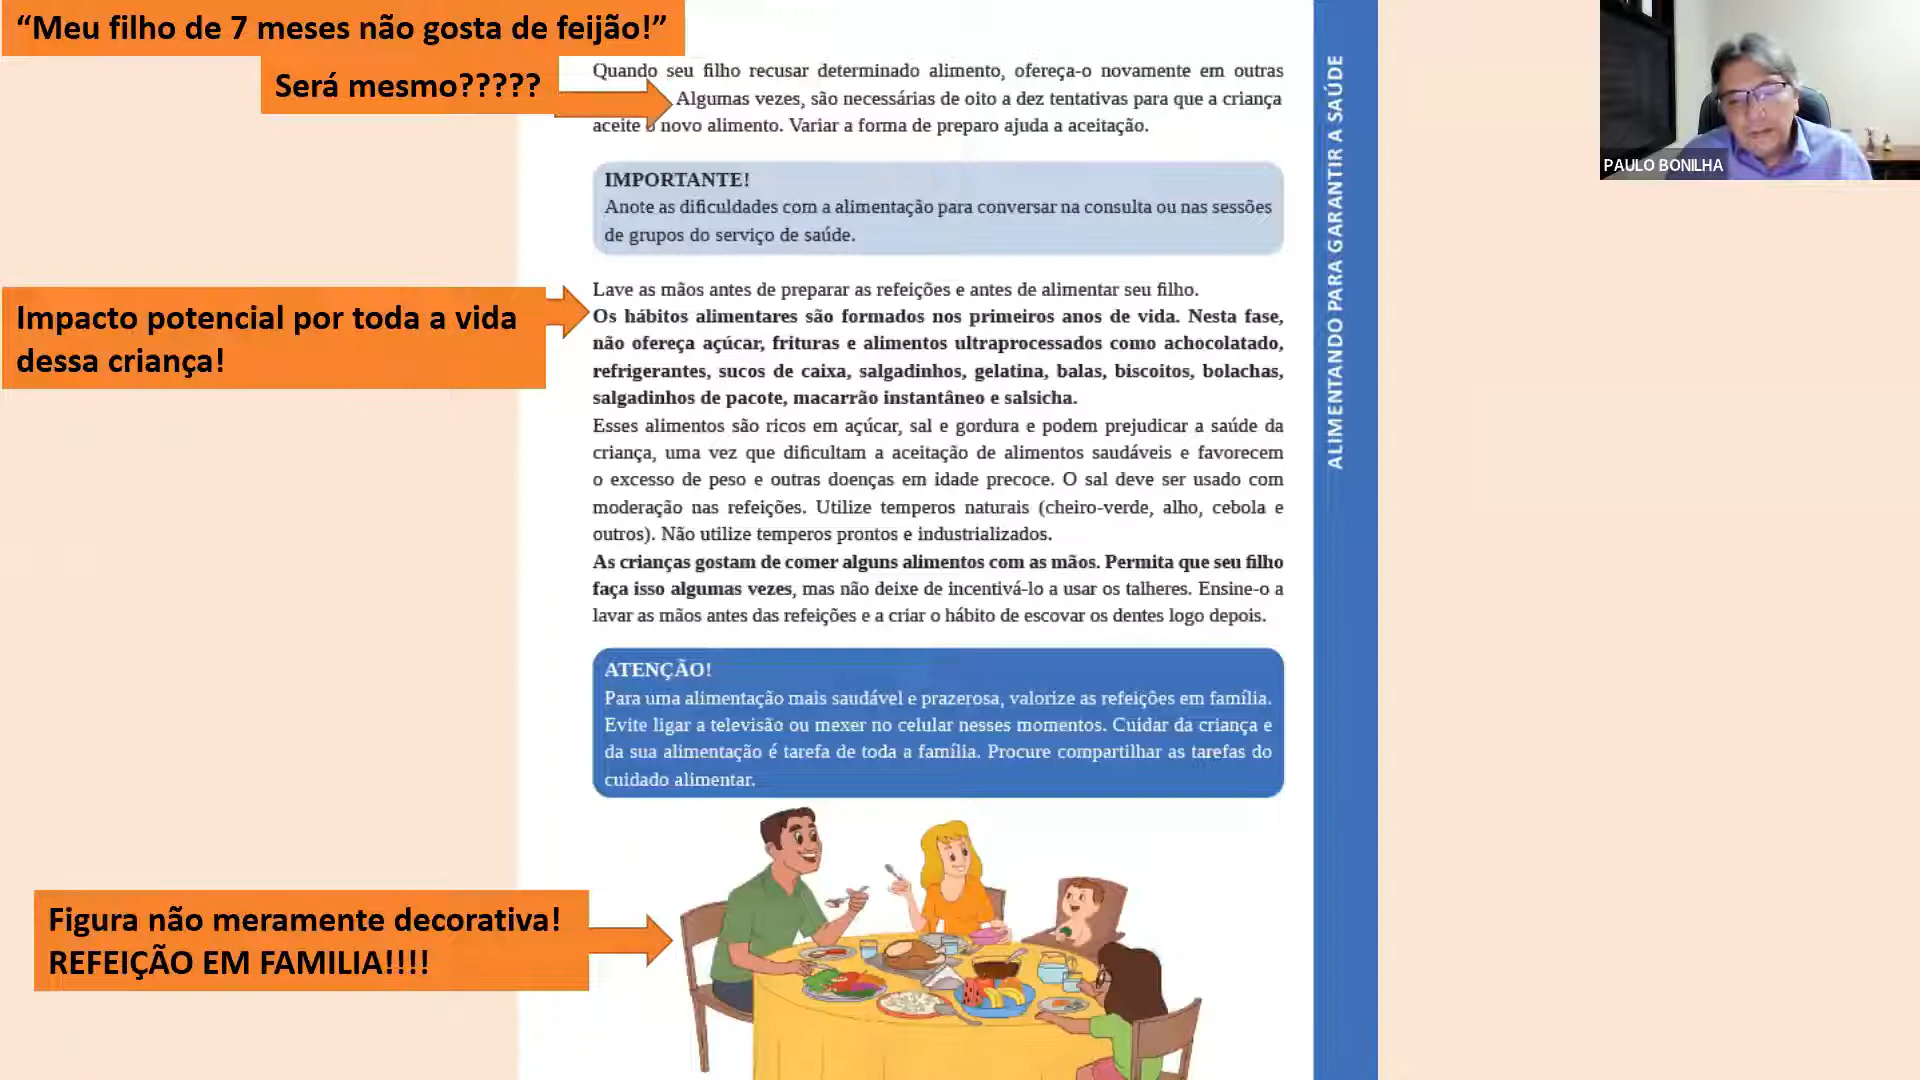 “Meu filho de 7 meses não gosta de feijão!”
Será mesmo?????
Quando seu filho recusar determinado alimento, ofereça-o novamente em outras
Algumas vezes, são necessárias de oito a dez tentativas para que a criança
aceite o novo alimento. Variar a forma de preparo ajuda a aceitação.
IMPORTANTE!
Anote as dificuldades com a alimentação para conversar na consulta ou nas sessões
de grupos do serviço de saúde.
Impacto potencial por toda a vida
dessa criança!
Lave as mãos antes de preparar as refeições e antes de alimentar seu filho.
Os hábitos alimentares são formados nos primeiros anos de vida. Nesta fase,
não ofereça açúcar, frituras e alimentos ultraprocessados como achocolatado,
refrigerantes, sucos de caixa, salgadinhos, gelatina, balas, biscoitos, bolachas,
salgadinhos de pacote, macarrão instantâneo e salsicha.
Esses alimentos são ricos em açúcar, sal e gordura e podem prejudicar a saúde da
criança, uma vez que dificultam a aceitação de alimentos saudáveis e favorecem
o excesso de peso e outras doenças em idade precoce. O sal deve ser usado com
moderação nas refeições. Utilize temperos naturais (cheiro-verde, alho, cebola e
outros). Não utilize temperos prontos e industrializados.
As crianças gostam de comer alguns alimentos com as mãos. Permita que seu filho
faça isso algumas vezes, mas não deixe de incentivá-lo a usar os talheres. Ensine-o a
lavar as mãos antes das refeições e a criar o hábito de escovar os dentes logo depois.
ATENÇÃO!
Para uma alimentação mais saudável e prazerosa, valorize as refeições em família.
Evite ligar a televisão ou mexer no celular nesses momentos. Cuidar da criança e
da sua alimentação é tarefa de toda a família. Procure compartilhar as tarefas do
cuidado alimentar.
Figura não meramente decorativa!
REFEIÇÃO EM FAMILIA!!!!
ALIMENTANDO PARA GARANTIR A SAÚDE
PAULO BONILHA